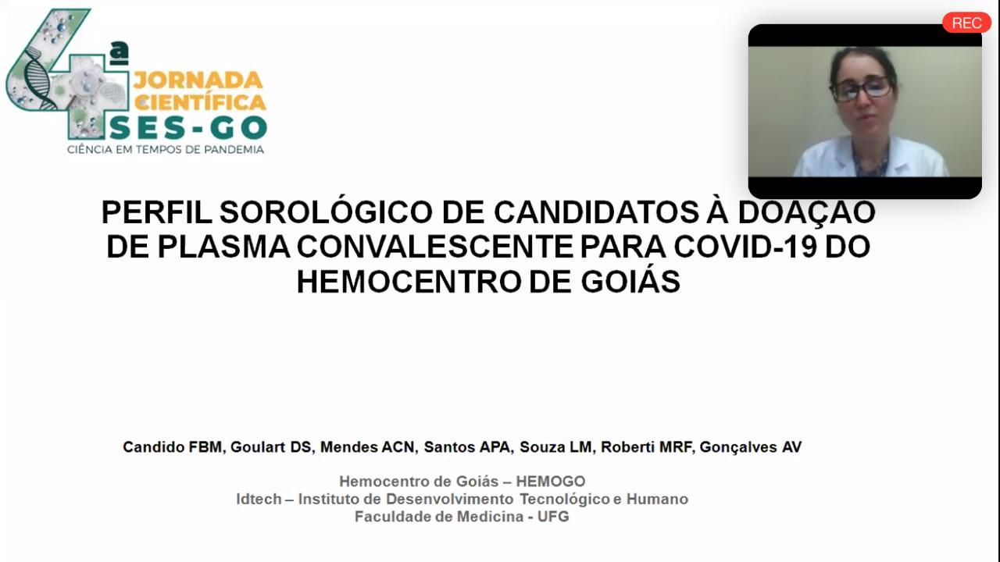 4ª
JORNADA
CIENTÍFICA
SES-GO
CIÊNCIA EM TEMPOS DE PANDEMIA
REC
PERFIL SOROLÓGICO DE CANDIDATOS À DOAÇÃO
DE PLASMA CONVALESCENTE PARA COVID-19 DO
HEMOCENTRO DE GOIÁS
Candido FBM, Goulart DS, Mendes ACN, Santos APA, Souza LM, Roberti MRF, Gonçalves AV
Hemocentro de Goiás – HEMOGO
Idtech – Instituto de Desenvolvimento Tecnológico e Humano
Faculdade de Medicina - UFG